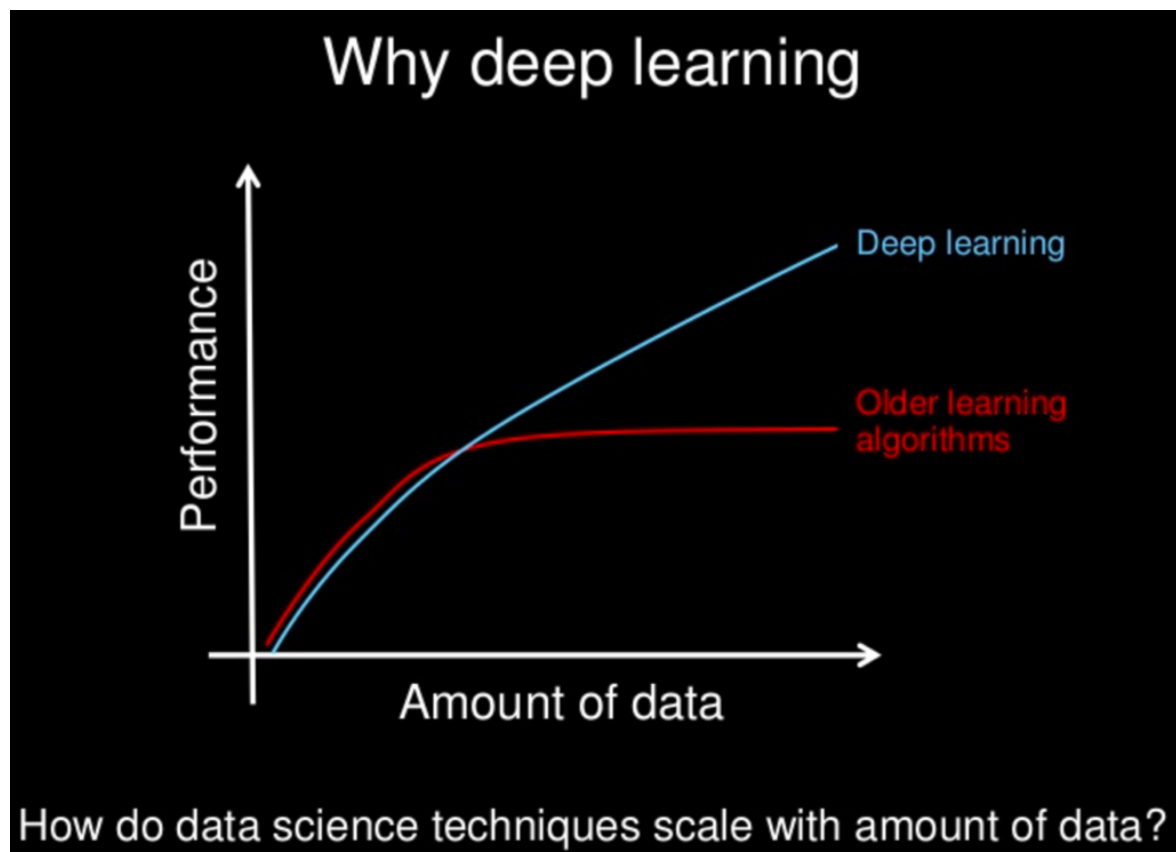 Why deep learning
Performance
Deep learning
Older learning
algorithms
Amount of data
How do data science techniques scale with amount of data?